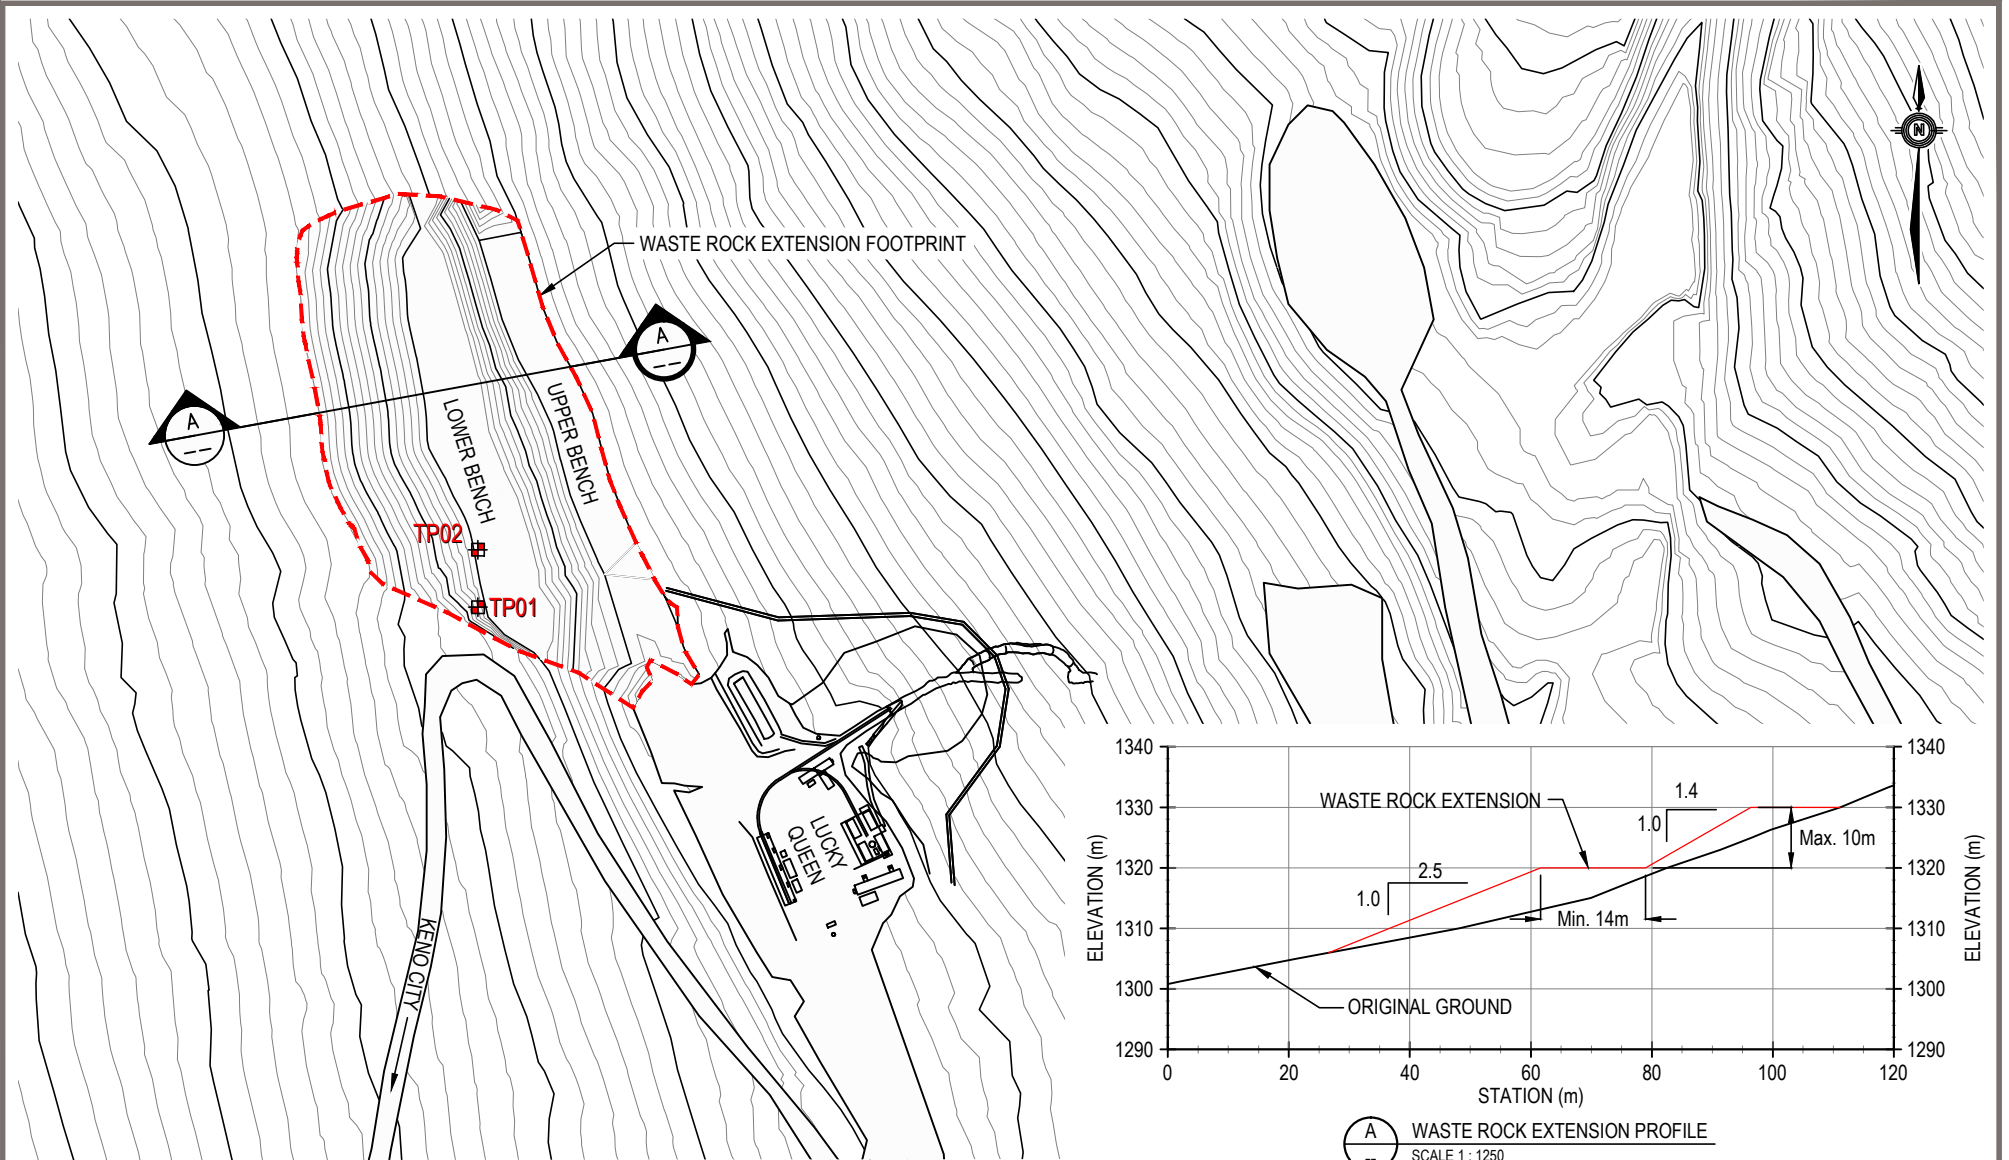 N
WASTE ROCK EXTENSION FOOTPRINT
A
A
LOWER BENCH
UPPER BENCH
TP02
TP01
LUCKY
QUEEN
KENO CITY
1340
1330
1320
1310
1300
1290
1340
1330
1320
1310
1300
1290
ELEVATION (m)
ELEVATION (m)
WASTE ROCK EXTENSION
1.4
1.0
Max. 10m
2.5
1.0
Min. 14m
ORIGINAL GROUND
0 20 40 60 80 100 120
STATION (m)
A
WASTE ROCK EXTENSION PROFILE
SCALE 1 : 1250